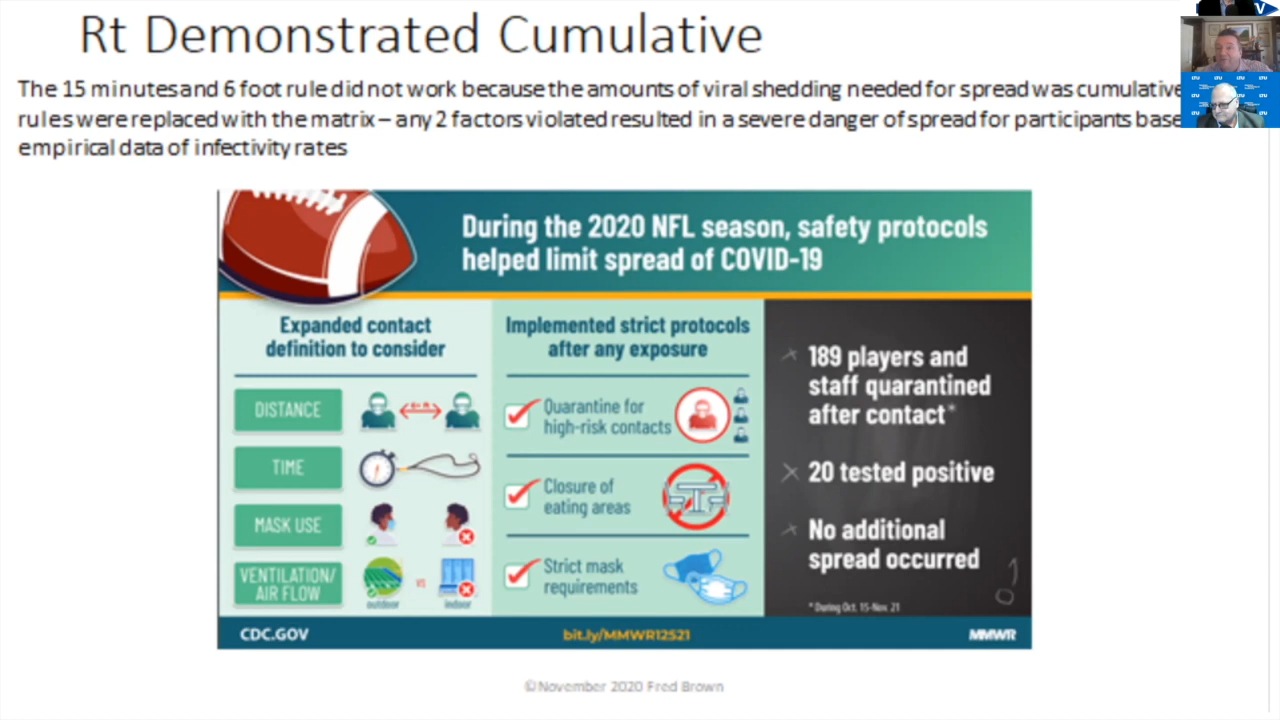 Rt Demonstrated Cumulative
The 15 minutes and 6 foot rule did not work because the amounts of viral shedding needed for spread was cumulative
rules were replaced with the matrix – any 2 factors violated resulted in a severe danger of spread for participants base
empirical data of infectivity rates
During the 2020 NFL season, safety protocols
helped limit spread of COVID-19
Expanded contact
definition to consider
DISTANCE
TIME
MASK USE
VENTILATION/
AIR FLOW
outdoor
VS
indoor
Implemented strict protocols
after any exposure
Quarantine for
high-risk contacts
Closure of
eating areas
Strict mask
requirements
189 players and
staff quarantined
after contact*
20 tested positive
No additional
spread occurred
* During Oct. 15-Nov. 21
CDC.GOV
bit.ly/MMWR12521
MMWR
©November 2020 Fred Brown
V